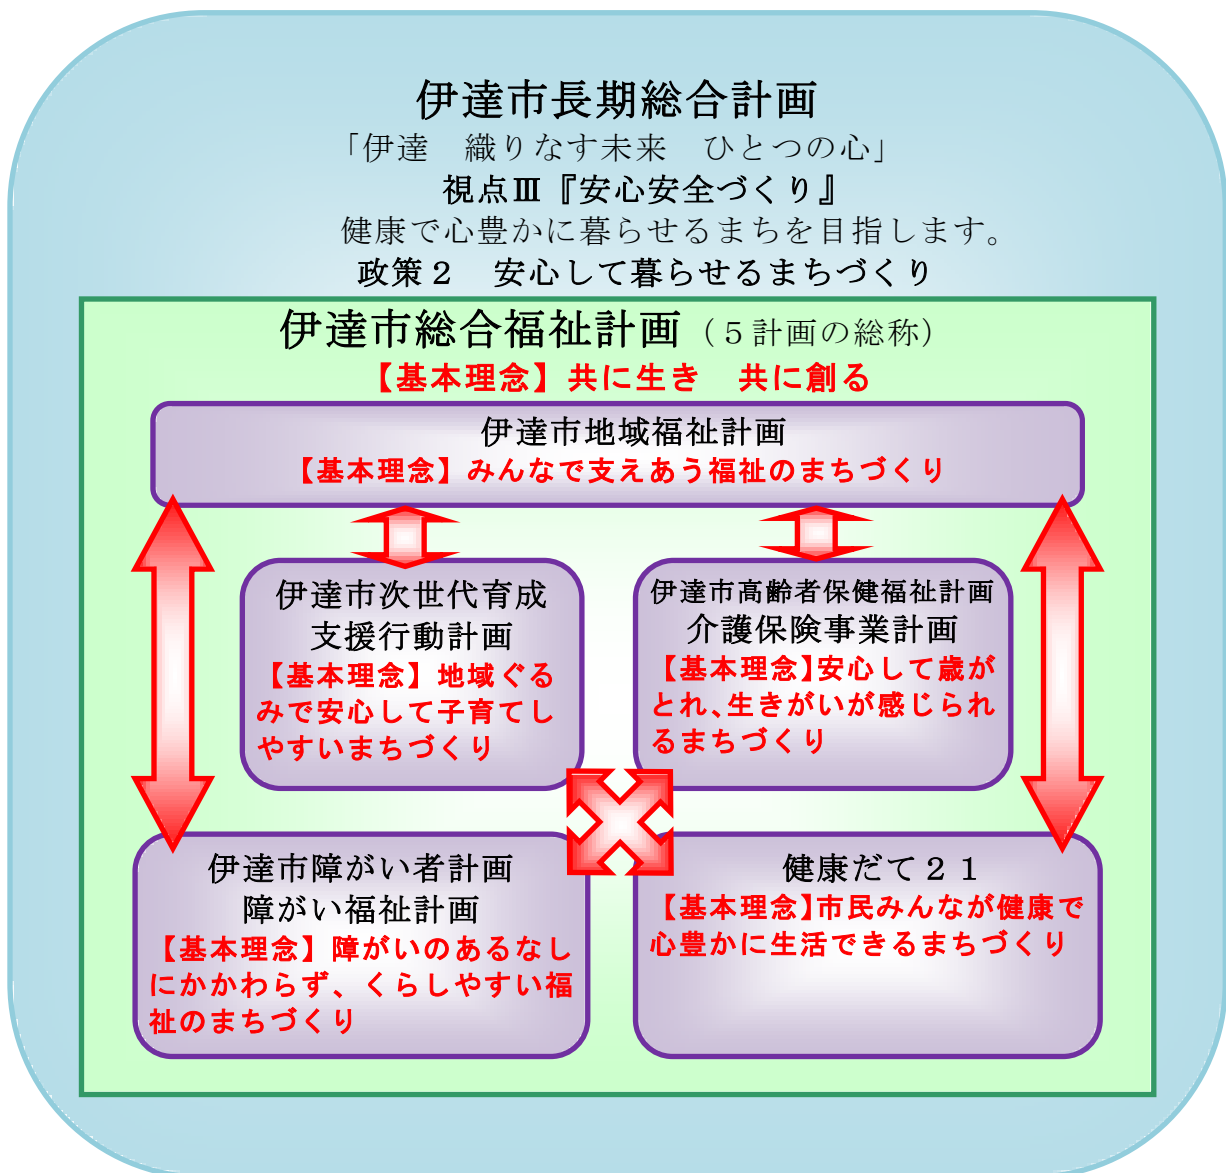 伊達市長期総合計画
「伊達　織りなす未来　ひとつの心」
視点Ⅲ『安心安全づくり』
健康で心豊かに暮らせるまちを目指します。
政策２　安心して暮らせるまちづくり
伊達市総合福祉計画（５計画の総称）
【基本理念】共に生き　共に創る
伊達市地域福祉計画
【基本理念】みんなで支えあう福祉のまちづくり
伊達市次世代育成
支援行動計画
【基本理念】地域ぐる
みで安心して子育てし
やすいまちづくり
伊達市高齢者保健福祉計画
介護保険事業計画
【基本理念】安心して歳が
とれ、生きがいが感じられ
るまちづくり
伊達市障がい者計画
障がい福祉計画
【基本理念】障がいのあるなし
にかかわらず、くらしやすい福
祉のまちづくり
健康だて２１
【基本理念】市民みんなが健康で
心豊かに生活できるまちづくり